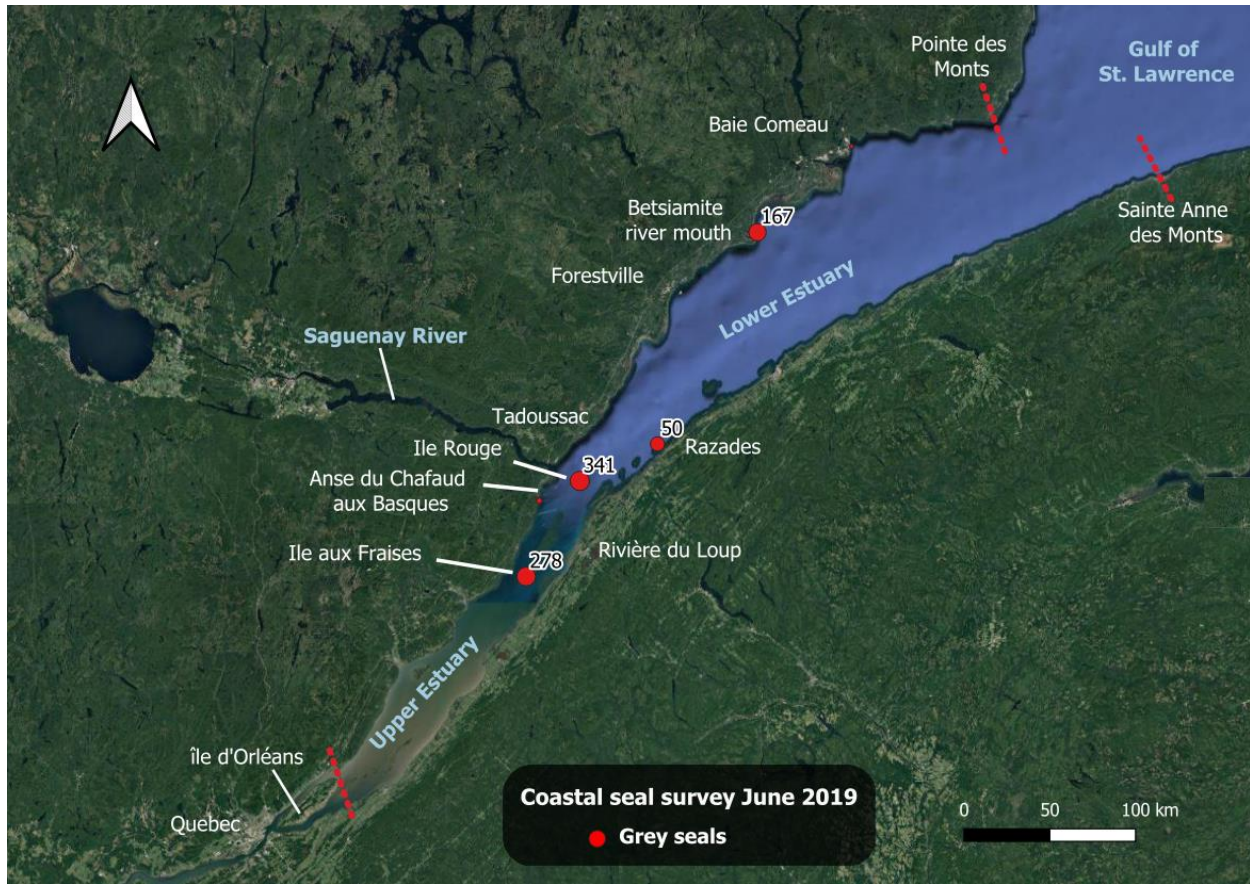 Pointe des
Monts
Gulf of
St. Lawrence
Baie Comeau
Betsiamite
river mouth
167
Sainte Anne
des Monts
Forestville
Lower Estuary
Saguenay River
Tadoussac
50
Ile Rouge
Razades
341
Anse du Chafaud
aux Basques
Ile aux Fraises
278
Rivière du Loup
Upper Estuary
île d'Orléans
Quebec
Coastal seal survey June 2019
Grey seals
0 50 100 km